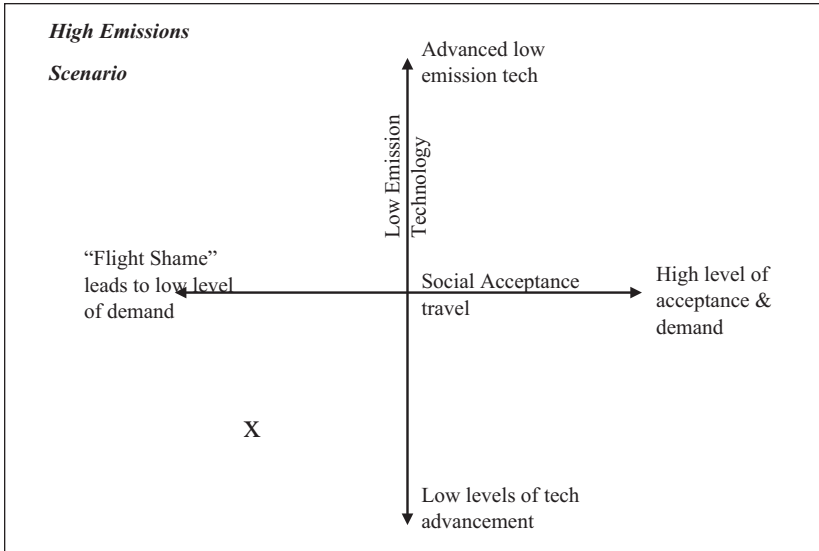 High Emissions
Scenario
Advanced low
emission tech
Low Emission
Technology
“Flight Shame”
leads to low level
of demand
Social Acceptance
travel
High level of
acceptance &
demand
X
Low levels of tech
advancement